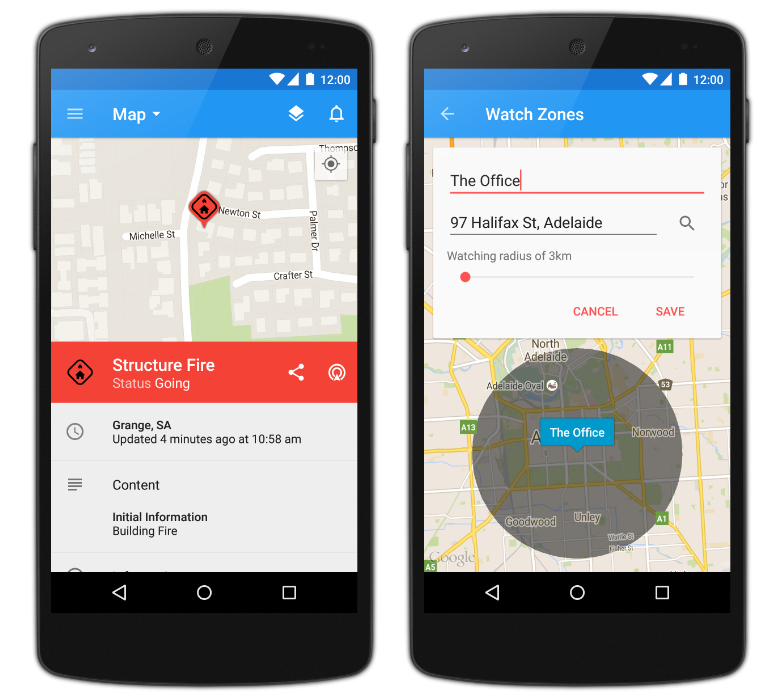 12:00
Map
Thompso
Newton St
Michelle St
Palmer Dr
Crafter St
Structure Fire
Status Going
Grange, SA
Updated 4 minutes ago at 10:58 am
Content
Initial Information
Building Fire
12:00
Watch Zones
The Office
97 Halifax St, Adelaide
Watching radius of 3km
CANCEL
SAVE
North
Adelaide
A11
Adelaide Oval
53
A13
A
The Office
Norwood
Goodwood
Unley
A1
Google
A5